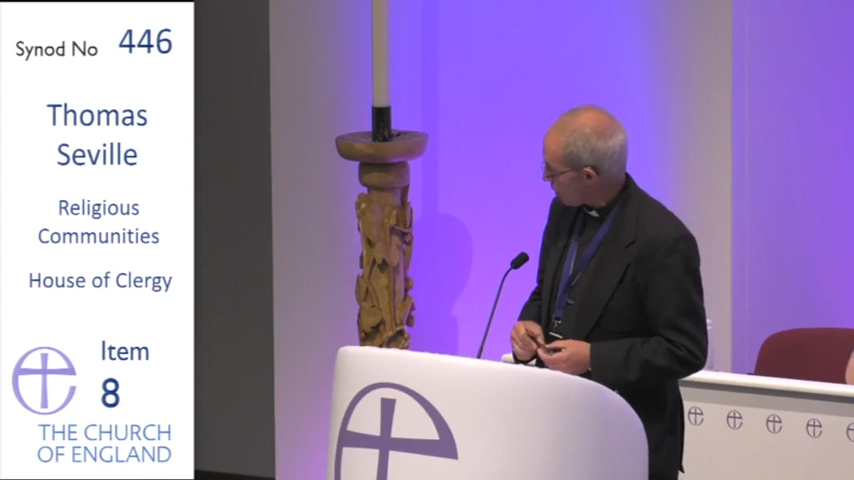 Synod No 446
Thomas
Seville
Religious
Communities
House of Clergy
Item
8
THE CHURCH
OF ENGLAND